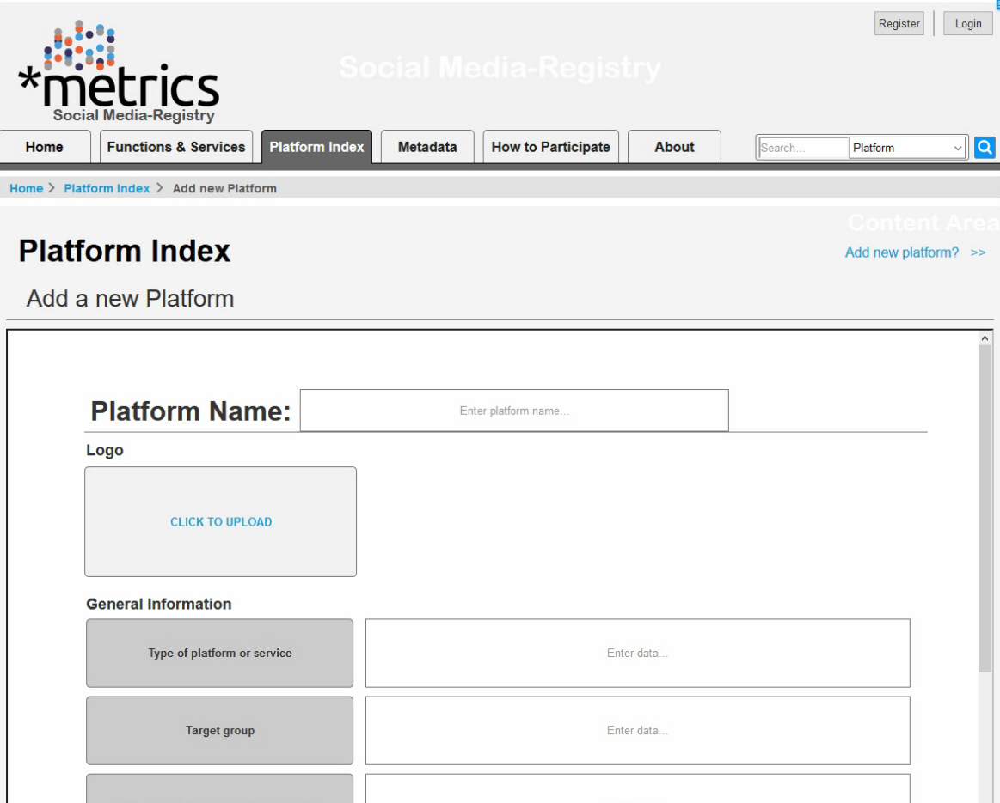 Register
Login
*metrics
Social Media-Registry
Social Media-Registry
Home
Functions & Services
Platform Index
Metadata
How to Participate
About
Search...
Platform
Home > Platform Index > Add new Platform
Content Area
Platform Index
Add new platform? >>
Add a new Platform
Platform Name:
Enter platform name...
Logo
CLICK TO UPLOAD
General Information
Type of platform or service
Enter data...
Target group
Enter data...